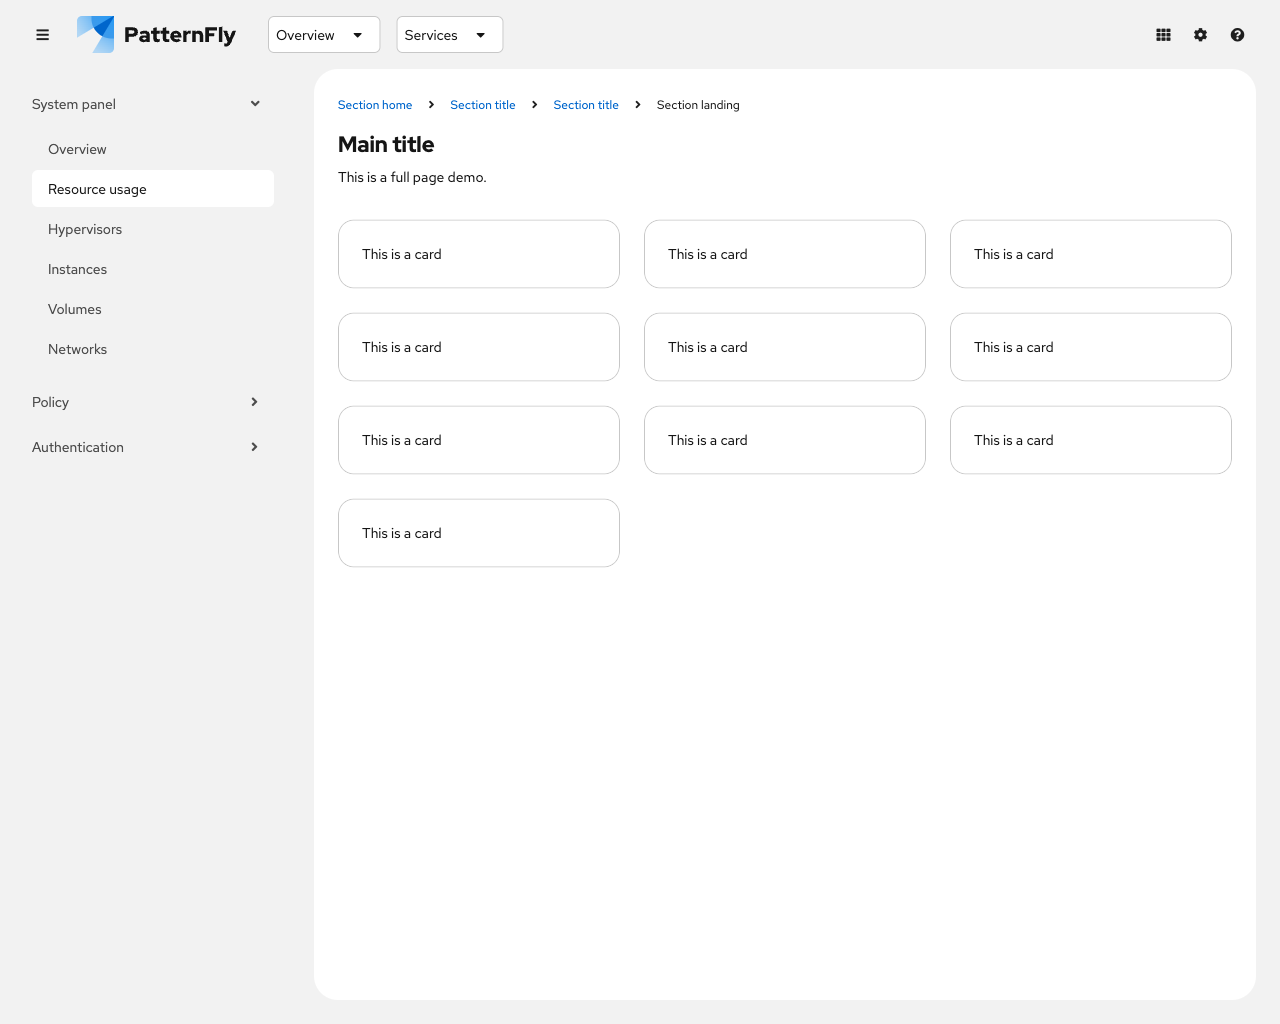 PatternFly
Overview
Services
System panel
Overview
Resource usage
Hypervisors
Instances
Volumes
Networks
Policy
Authentication
Section home
Section title
Section title
Section landing
Main title
This is a full page demo.
This is a card
This is a card
This is a card
This is a card
This is a card
This is a card
This is a card
This is a card
This is a card
This is a card